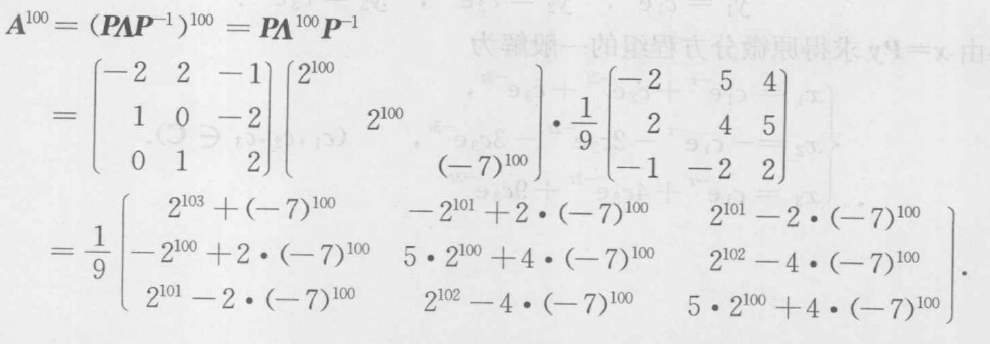 A¹⁰⁰ = (PΛP⁻¹)¹⁰⁰ = PΛ¹⁰⁰P⁻¹
-2 2 -1 2¹⁰⁰ -2 5 4
= 1 0 -2 2¹⁰⁰ · 1/9 2 4 5
0 1 2 (-7)¹⁰⁰ -1 -2 2
2¹⁰³ + (-7)¹⁰⁰ -2¹⁰¹ + 2 · (-7)¹⁰⁰ 2¹⁰¹ - 2 · (-7)¹⁰⁰
= 1/9 -2¹⁰⁰ + 2 · (-7)¹⁰⁰ 5 · 2¹⁰⁰ + 4 · (-7)¹⁰⁰ 2¹⁰² - 4 · (-7)¹⁰⁰ .
2¹⁰¹ - 2 · (-7)¹⁰⁰ 2¹⁰² - 4 · (-7)¹⁰⁰ 5 · 2¹⁰⁰ + 4 · (-7)¹⁰⁰